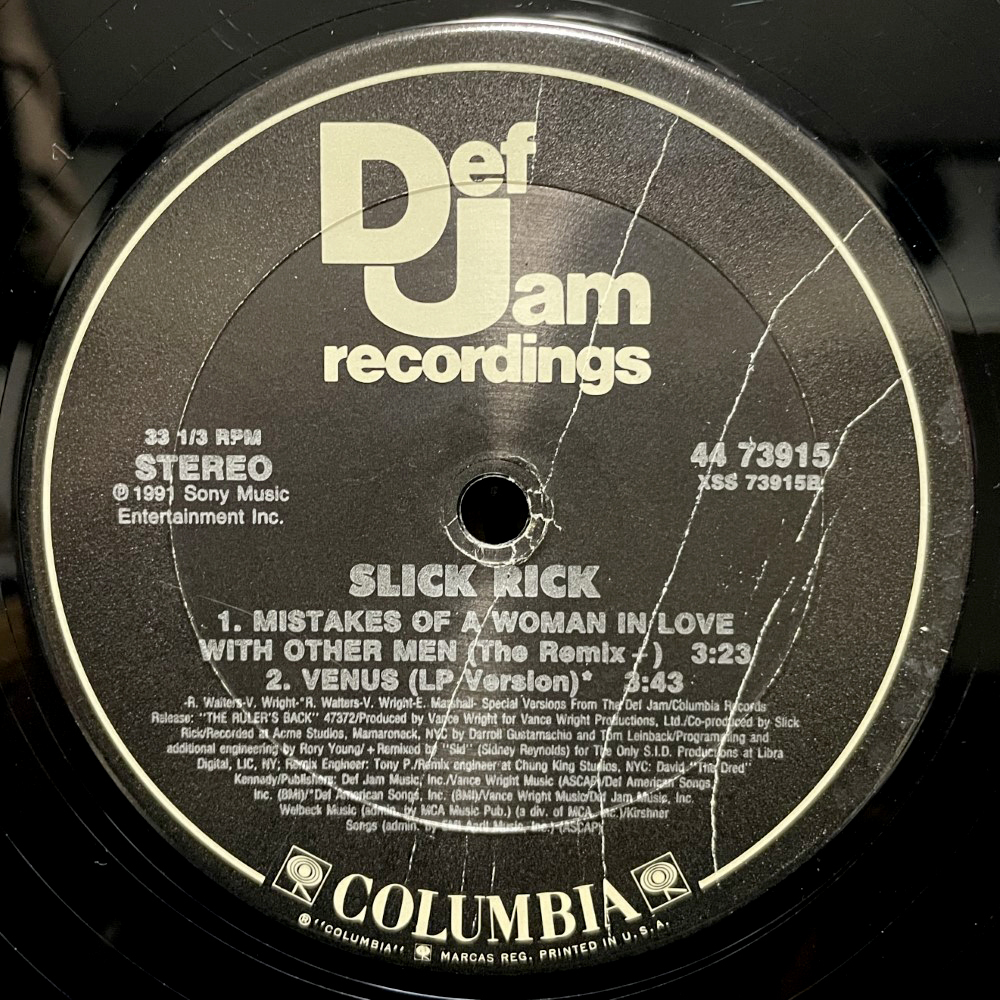 Def
Jam
recordings
33 1/3 RPM
STEREO
℗ 1991 Sony Music
Entertainment Inc.
44 73915
XSS 73915B
SLICK RICK
1. MISTAKES OF A WOMAN IN LOVE
WITH OTHER MEN (The Remix +) 3:23
2. VENUS (LP Version)* 3:43
-R. Walters-V. Wright-*R. Walters-V. Wright-E. Marshall- Special Versions From The Def Jam/Columbia Records
Release: "THE RULER'S BACK" 47372/Produced by Vance Wright for Vance Wright Productions, Ltd./Co-produced by Slick
Rick/Recorded at Acme Studios, Mamaroneck, NYC by Darroll Gustamachio and Tom Leinback/Programming and
additional engineering by Rory Young/ + Remixed by "Sid" (Sidney Reynolds) for The Only S.I.D. Productions at Libra
Digital, LIC, NY; Remix Engineer: Tony P./Remix engineer at Chung King Studios, NYC: David "The Dred"
Kennedy/Publishers: Def Jam Music, Inc./Vance Wright Music (ASCAP)/Def American Songs,
Inc. (BMI)/*Def American Songs, Inc. (BMI)/Vance Wright Music/Def Jam Music, Inc.
Welbeck Music (admin. by MCA Music Pub.) (a div. of MCA Inc.)/Kirshner
Songs (admin. by April Music, Inc.) (ASCAP)
COLUMBIA
® "COLUMBIA" MARCAS REG. PRINTED IN U.S.A.